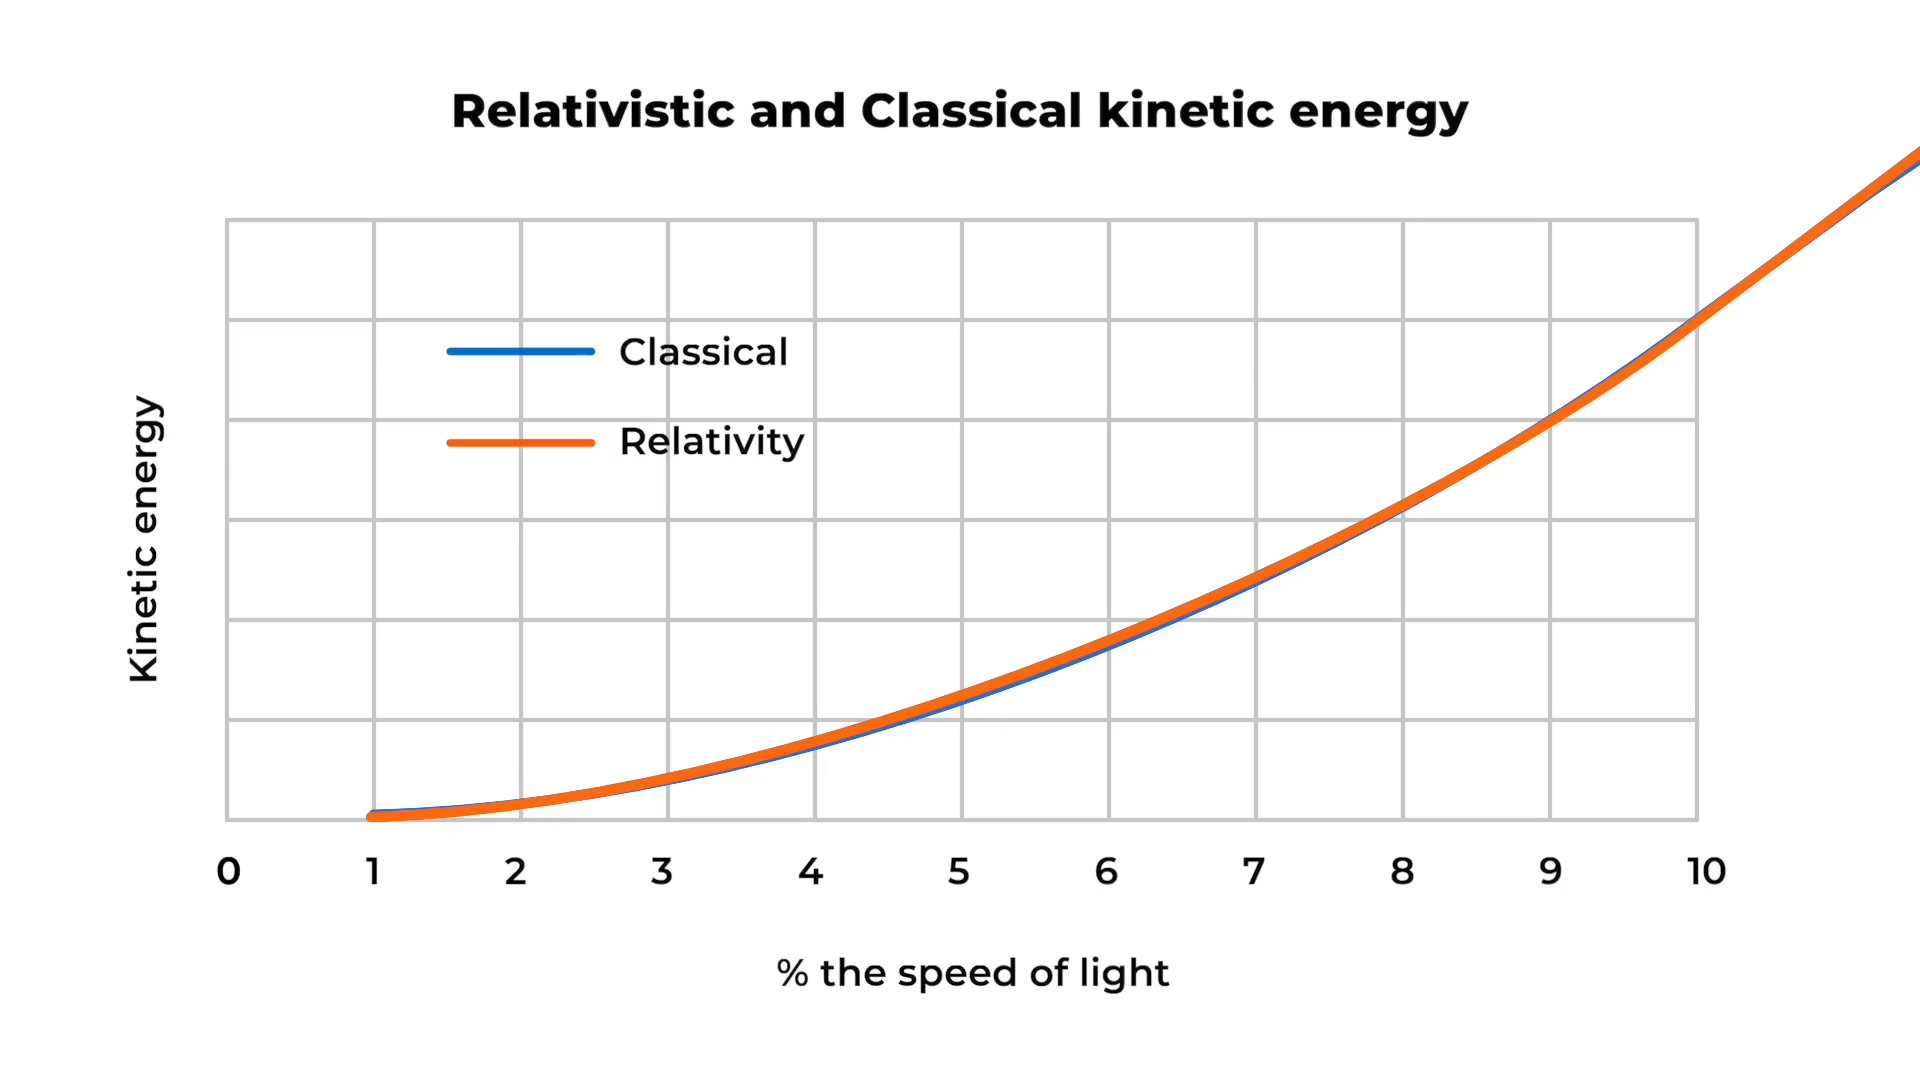 Relativistic and Classical kinetic energy
Classical
Relativity
Kinetic energy
0 1 2 3 4 5 6 7 8 9 10
% the speed of light